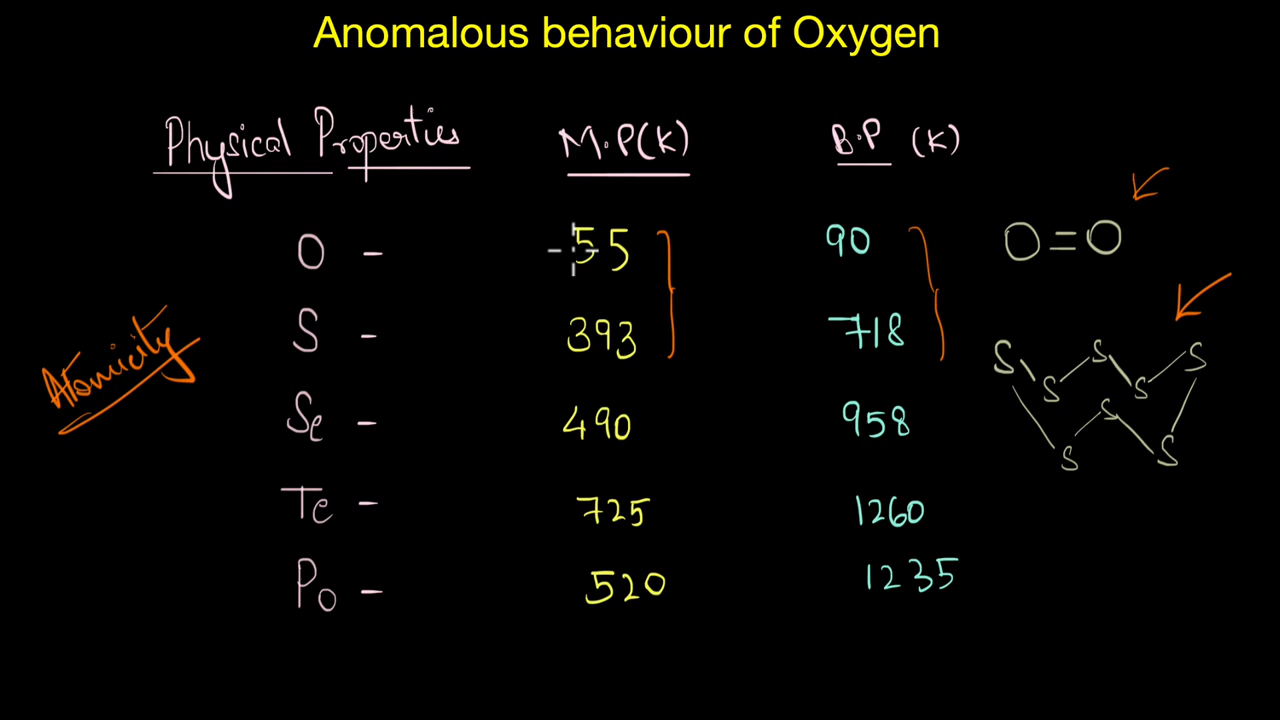 Anomalous behaviour of Oxygen
Physical Properties M.P(K) B.P (K)
O - 55 90 O=O
S - 393 718
Se - 490 958
Te - 725 1260
Po - 520 1235
Atomicity
S S S S S
S S S